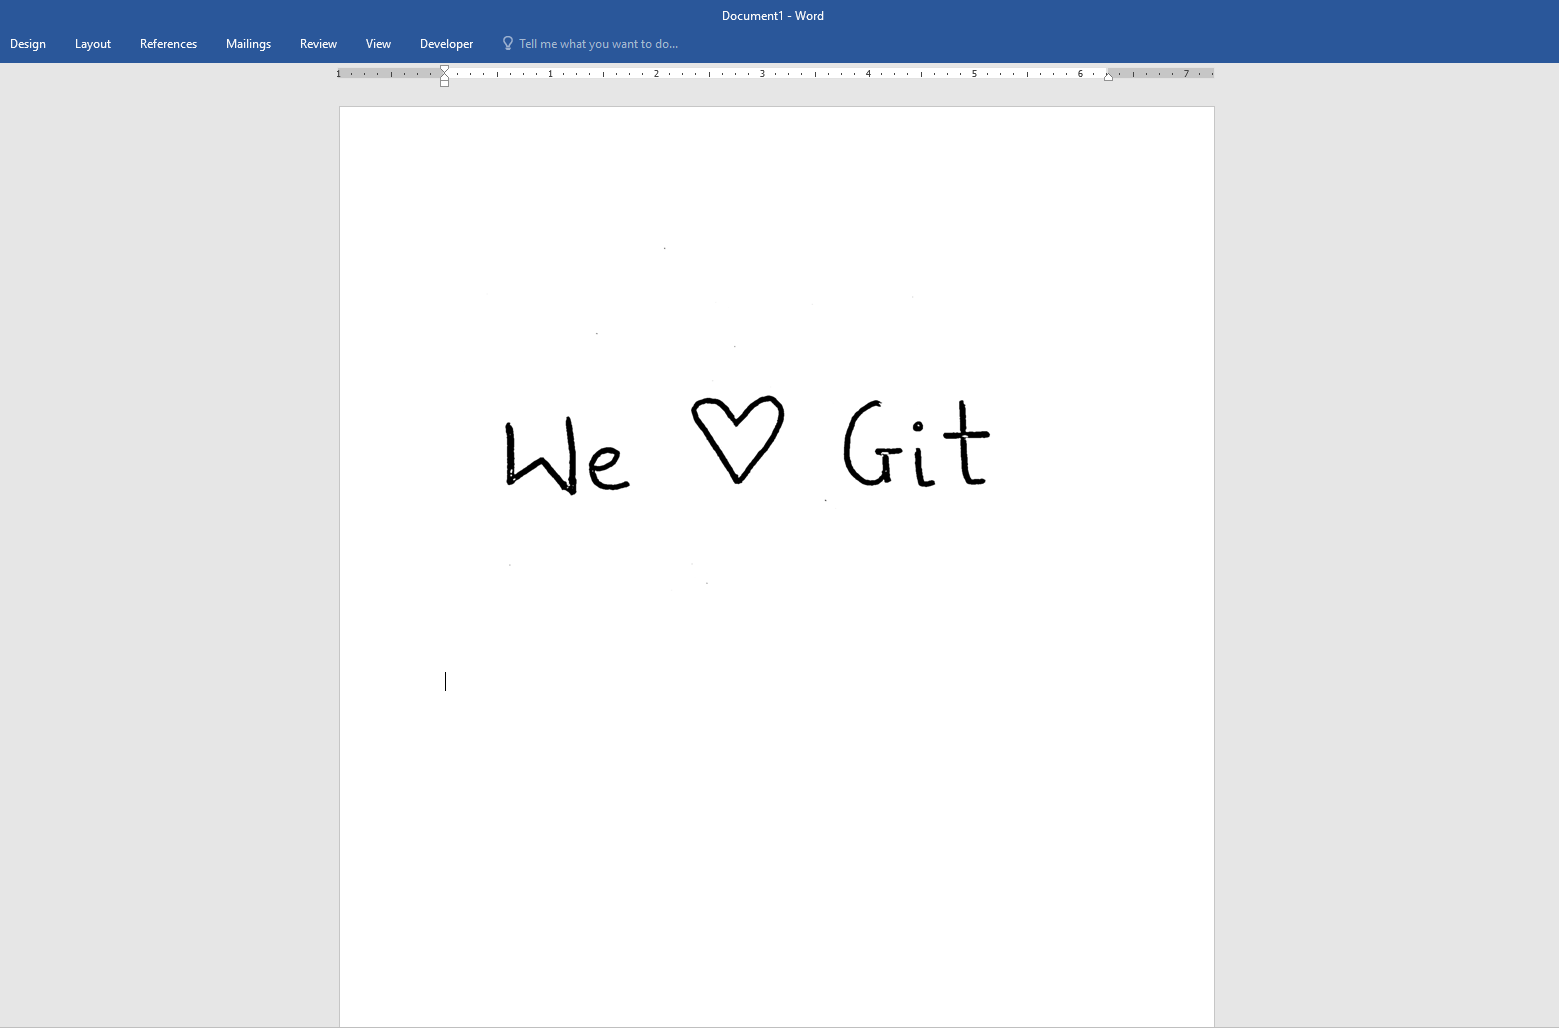 Document1 - Word
Design Layout References Mailings Review View Developer Tell me what you want to do...
1 1 2 3 4 5 6 7
We ♡ Git